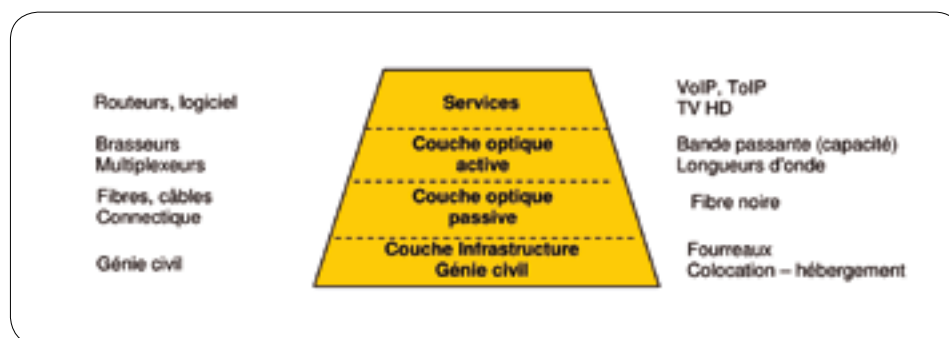 Routeurs, logiciel
Services
VoIP, ToIP
TV HD
Brasseurs
Multiplexeurs
Couche optique
active
Bande passante (capacité)
Longueurs d'onde
Fibres, câbles
Connectique
Couche optique
passive
Fibre noire
Génie civil
Couche Infrastructure
Génie civil
Fourreaux
Colocation – hébergement